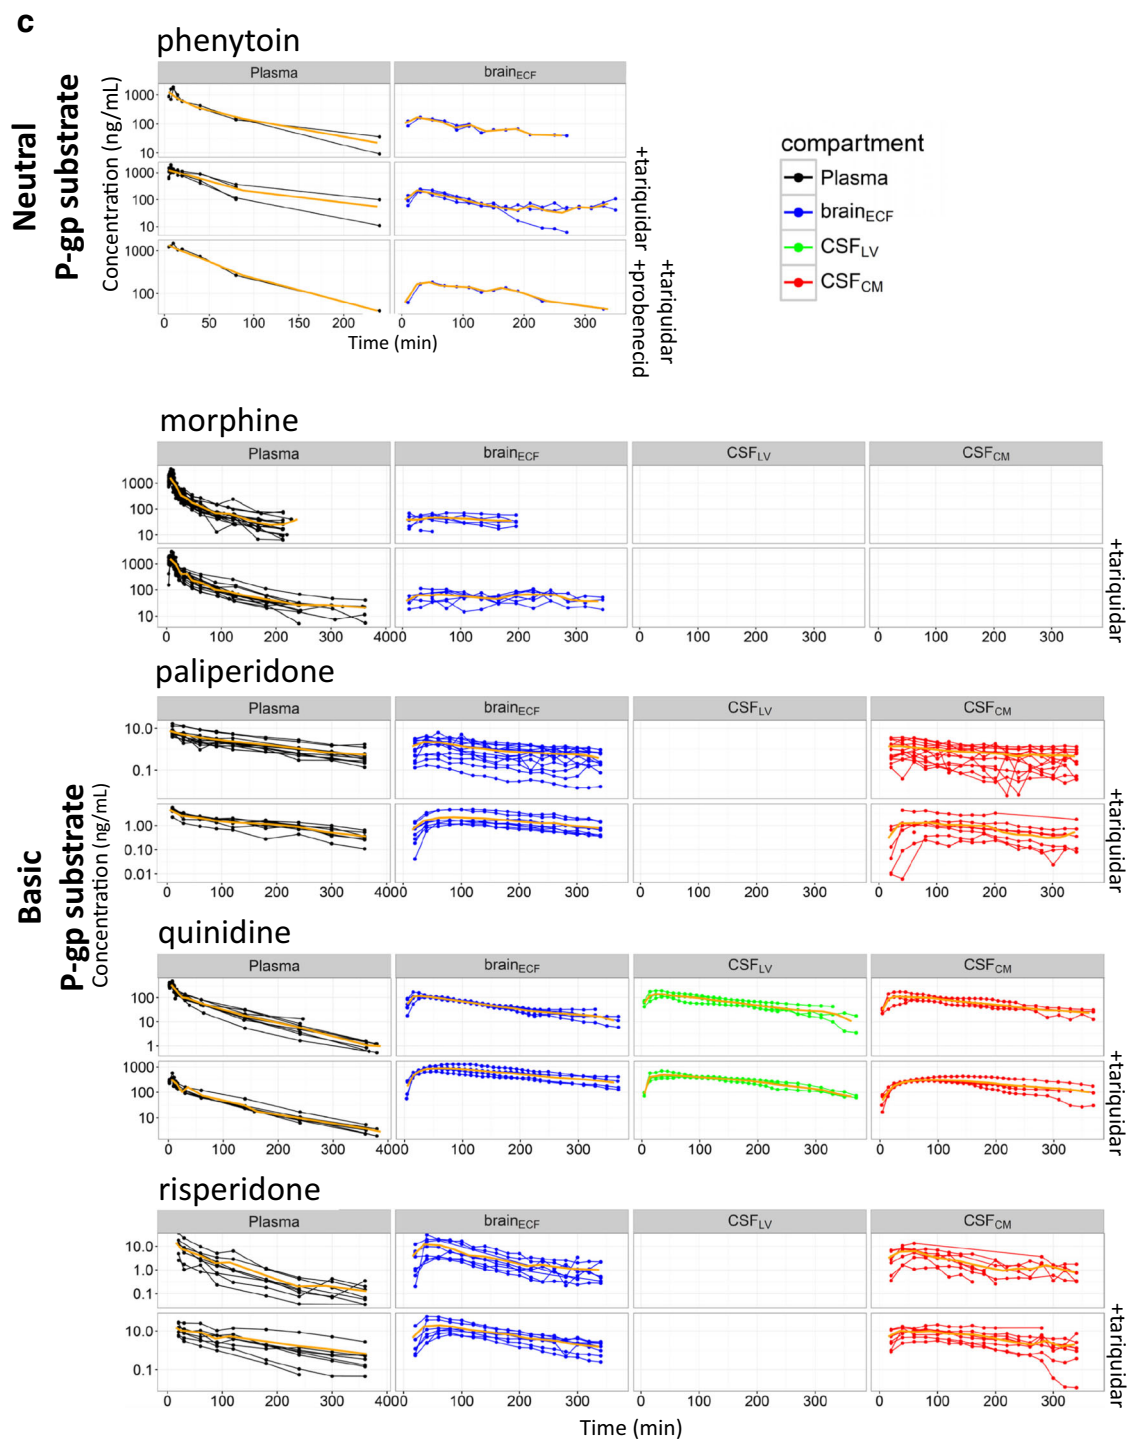 c
phenytoin
Neutral
P-gp substrate
Concentration (ng/mL)
Plasma
brainECF
1000
100
10
1000
100
10
1000
100
+tariquidar
+tariquidar
+probenecid
0 50 100 150 200
0 100 200 300
Time (min)
compartment
Plasma
brainECF
CSFLV
CSFCM
morphine
Basic
P-gp substrate
Concentration (ng/mL)
Plasma
brainECF
CSFLV
CSFCM
1000
100
10
1000
100
10
+tariquidar
0 100 200 300 400
0 100 200 300
0 100 200 300
0 100 200 300
paliperidone
Plasma
brainECF
CSFLV
CSFCM
10.0
0.1
1.00
0.10
0.01
+tariquidar
0 100 200 300 400
0 100 200 300
0 100 200 300
0 100 200 300
quinidine
Plasma
brainECF
CSFLV
CSFCM
100
10
1
1000
100
10
+tariquidar
0 100 200 300 400
0 100 200 300
0 100 200 300
0 100 200 300
risperidone
Plasma
brainECF
CSFLV
CSFCM
10.0
1.0
0.1
10.0
0.1
+tariquidar
0 100 200 300 400
0 100 200 300
0 100 200 300
0 100 200 300
Time (min)